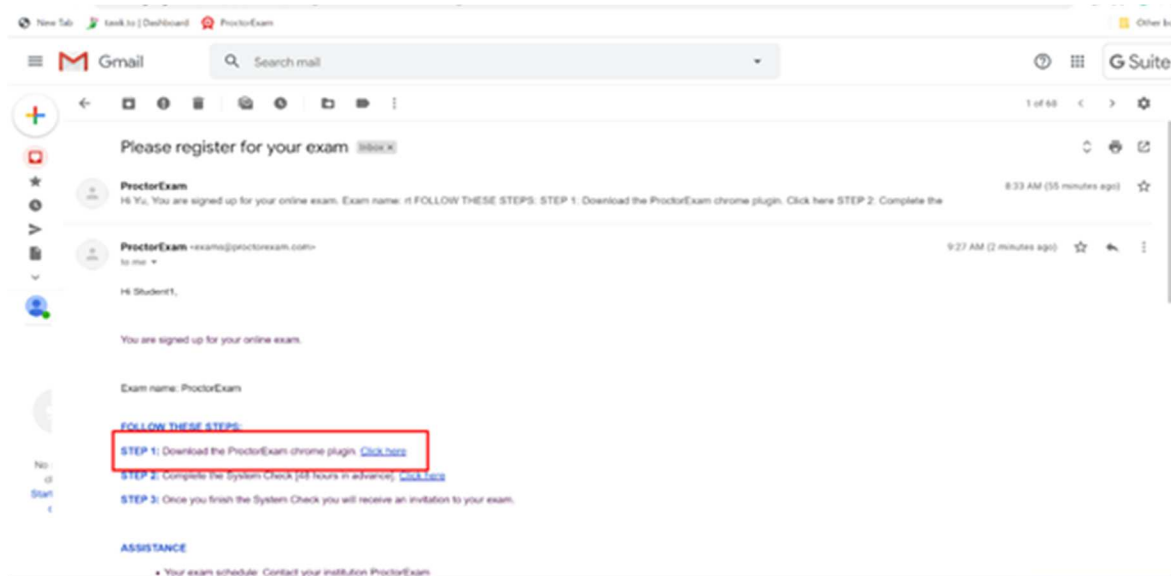 New Tab tawk.to | Dashboard ProctorExam Other b
Gmail Search mail G Suite
1 of 68
Please register for your exam Inbox x
ProctorExam 8:33 AM (55 minutes ago)
Hi Yu, You are signed up for your online exam. Exam name: rt FOLLOW THESE STEPS: STEP 1: Download the ProctorExam chrome plugin. Click here STEP 2: Complete the
ProctorExam <exams@proctorexam.com> 9:27 AM (2 minutes ago)
to me
Hi Student1,
You are signed up for your online exam.
Exam name: ProctorExam
FOLLOW THESE STEPS:
STEP 1: Download the ProctorExam chrome plugin. Click here
STEP 2: Complete the System Check [48 hours in advance]. Click here
STEP 3: Once you finish the System Check you will receive an invitation to your exam.
No
Start
ASSISTANCE
• Your exam schedule: Contact your institution ProctorExam